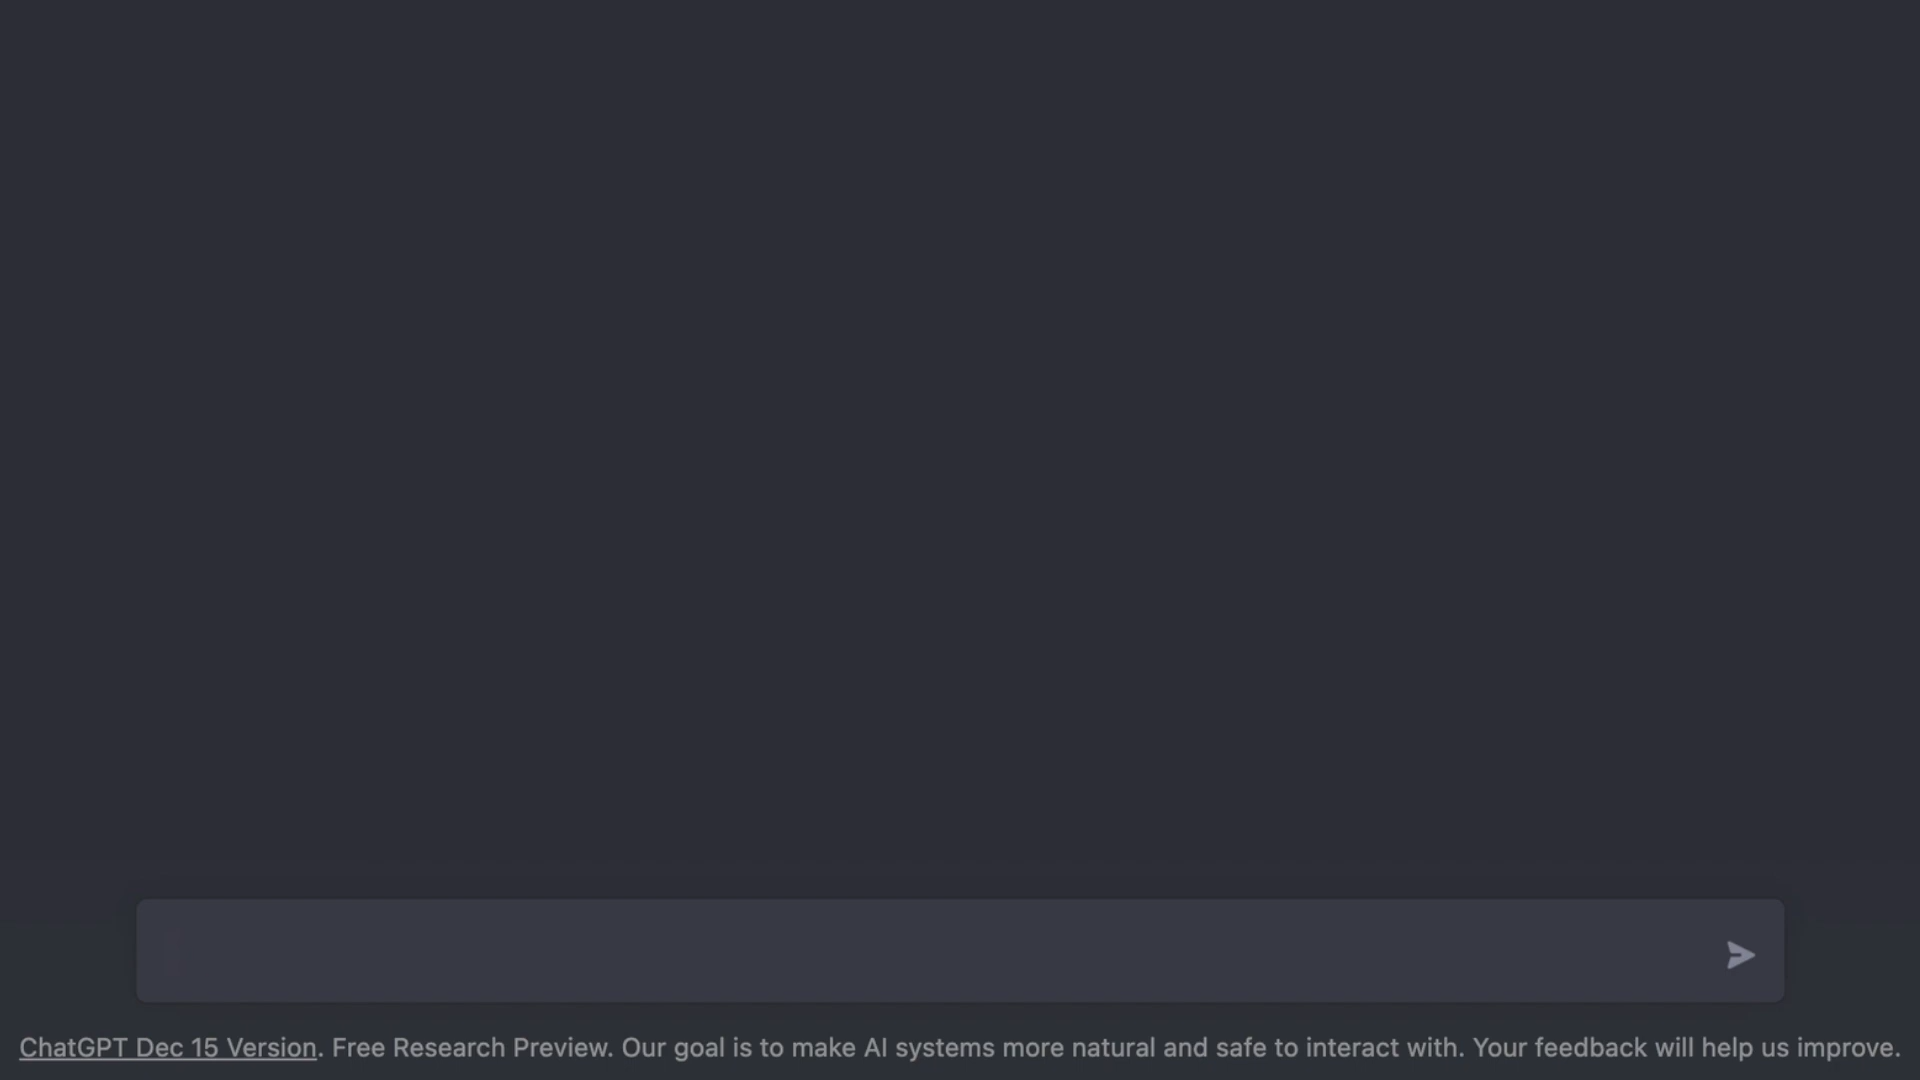 ChatGPT Dec 15 Version. Free Research Preview. Our goal is to make AI systems more natural and safe to interact with. Your feedback will help us improve.